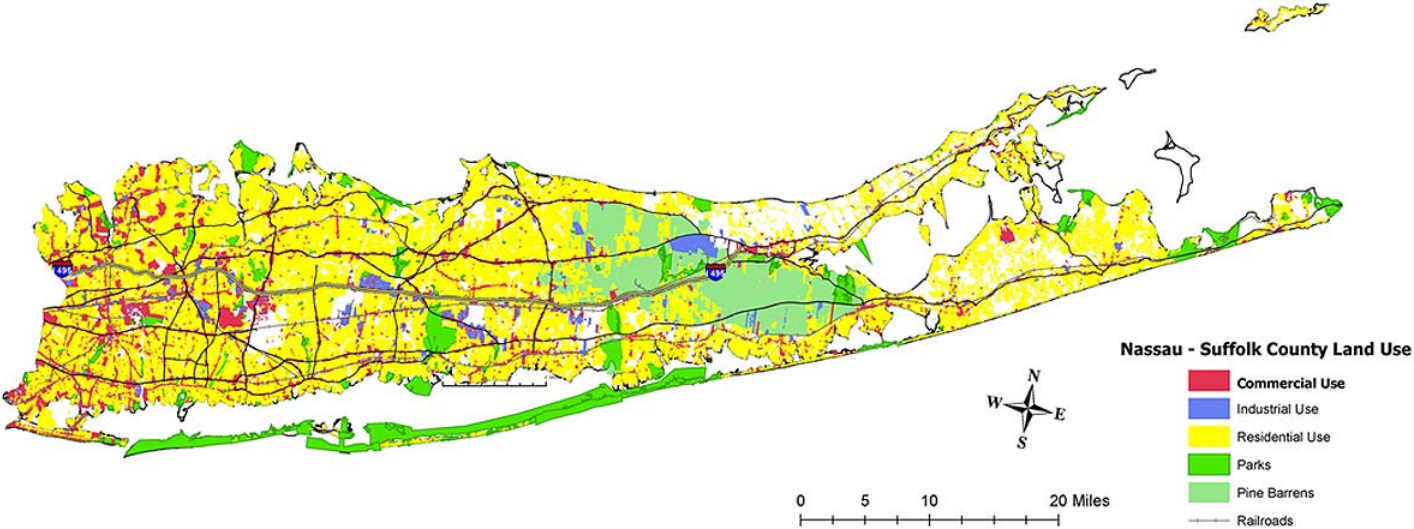 495
495
Nassau - Suffolk County Land Use
Commercial Use
Industrial Use
Residential Use
Parks
Pine Barrens
Railroads
N
W E
S
0 5 10 20 Miles